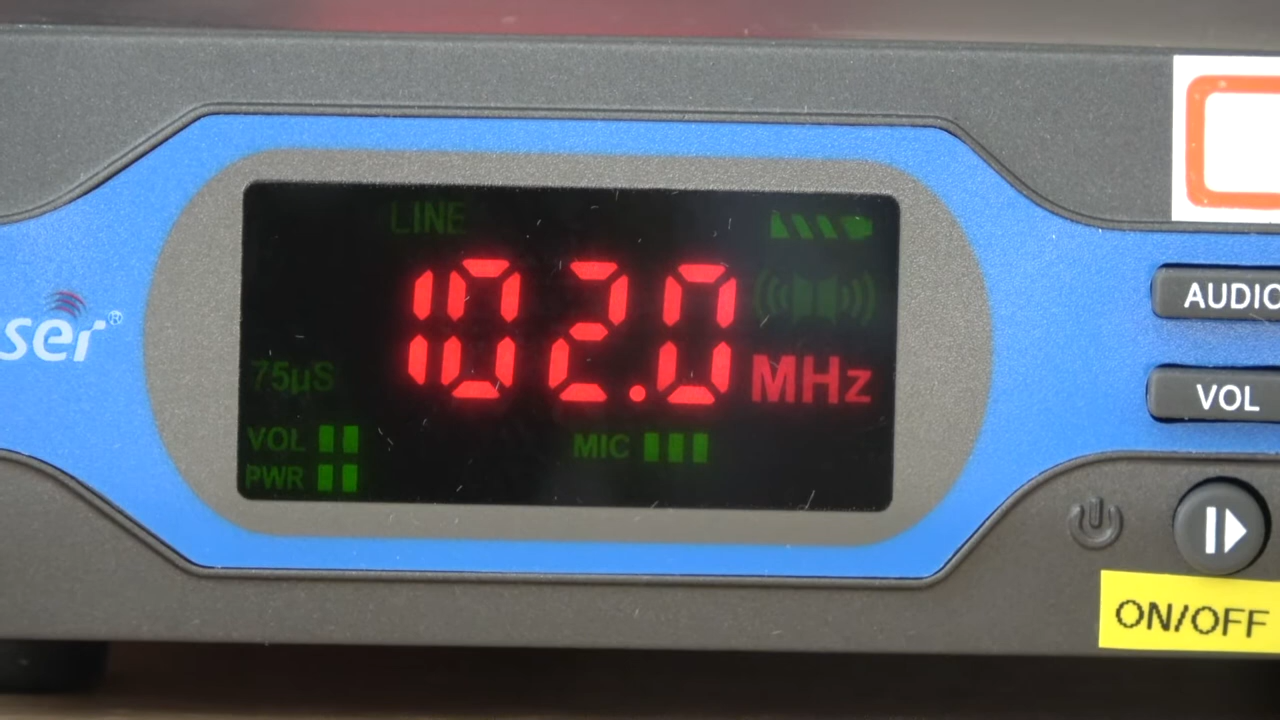 LINE
102.0 MHz
75µS
VOL
PWR
MIC
ser®
AUDIO
VOL
ON/OFF